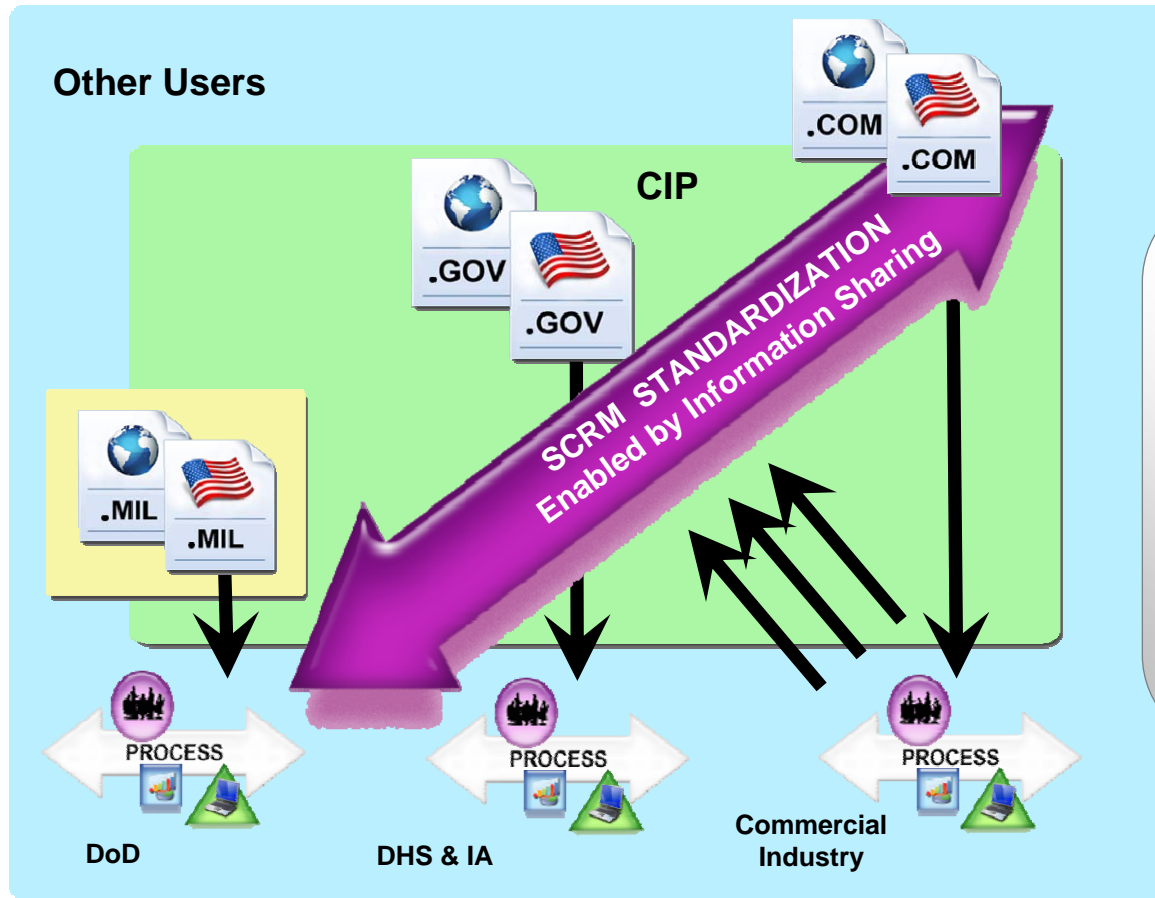 Other Users
.COM
.COM
CIP
.GOV
.GOV
SCRM STANDARDIZATION
Enabled by Information Sharing
.MIL
.MIL
PROCESS
PROCESS
PROCESS
DoD
DHS & IA
Commercial
Industry